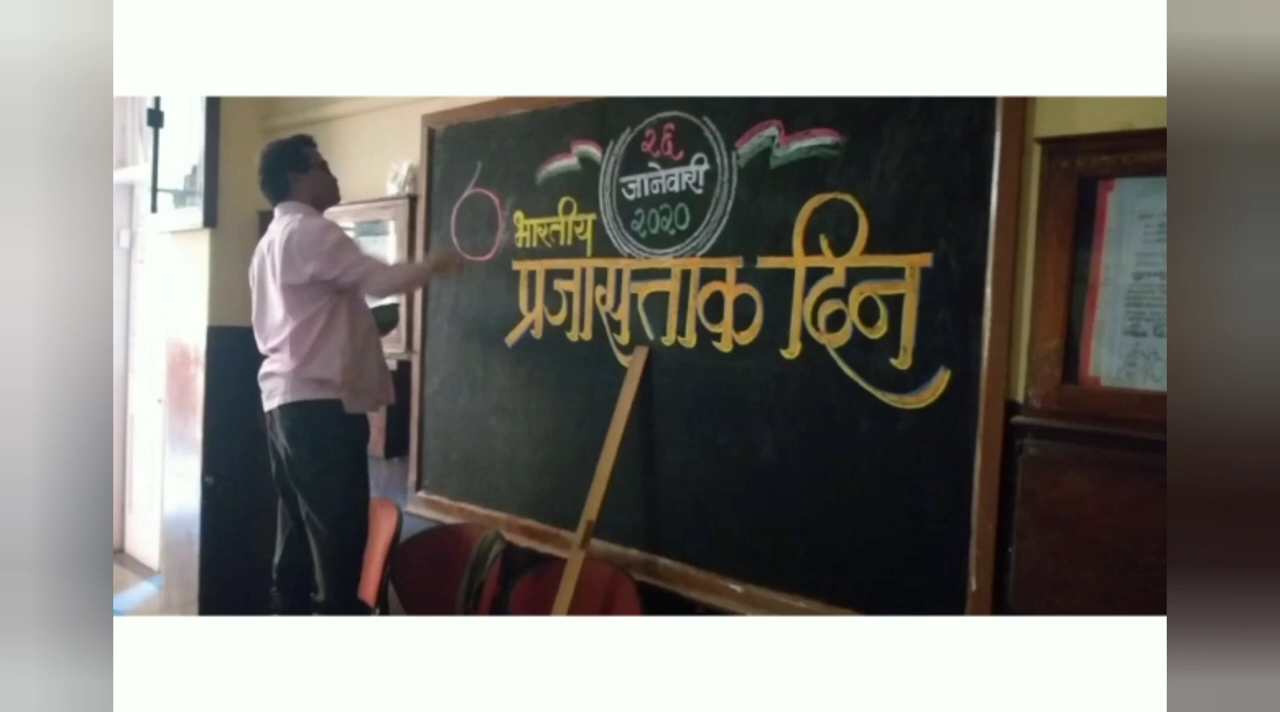 २६
जानेवारी
२०२०
भारतीय
प्रजासत्ताक दिन